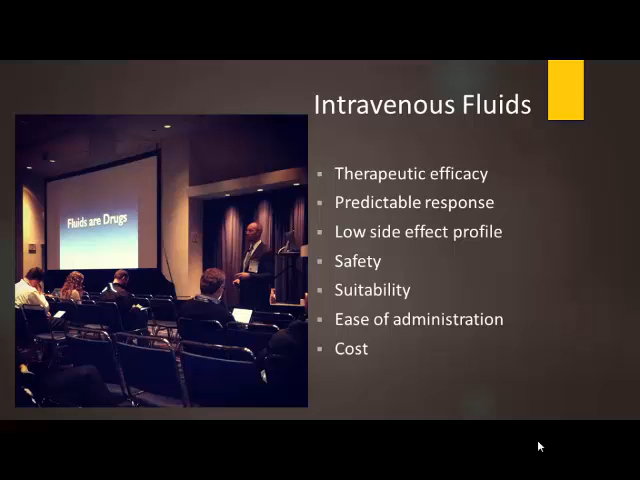 Intravenous Fluids
Fluids are Drugs
Therapeutic efficacy
Predictable response
Low side effect profile
Safety
Suitability
Ease of administration
Cost